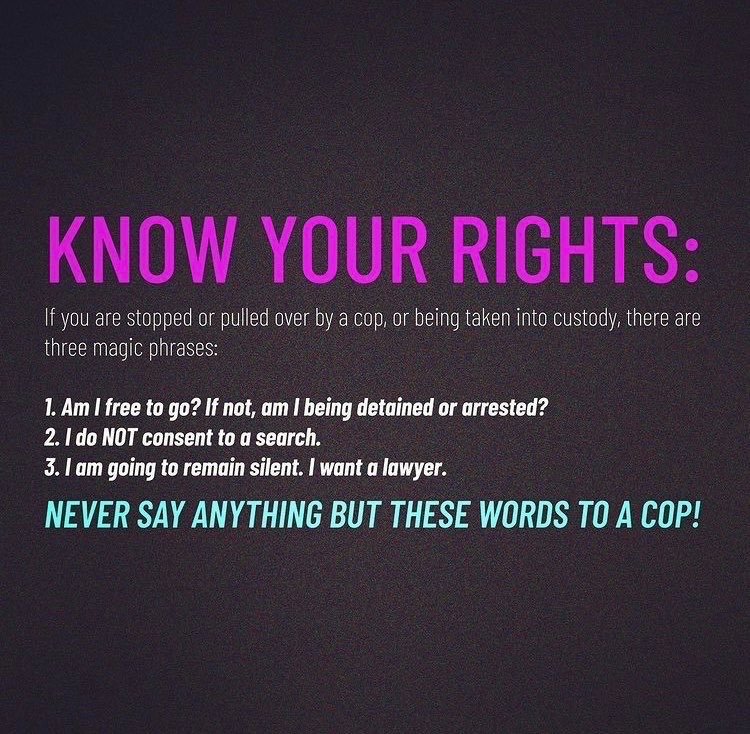 KNOW YOUR RIGHTS:
If you are stopped or pulled over by a cop, or being taken into custody, there are
three magic phrases:
1. Am I free to go? If not, am I being detained or arrested?
2. I do NOT consent to a search.
3. I am going to remain silent. I want a lawyer.
NEVER SAY ANYTHING BUT THESE WORDS TO A COP!